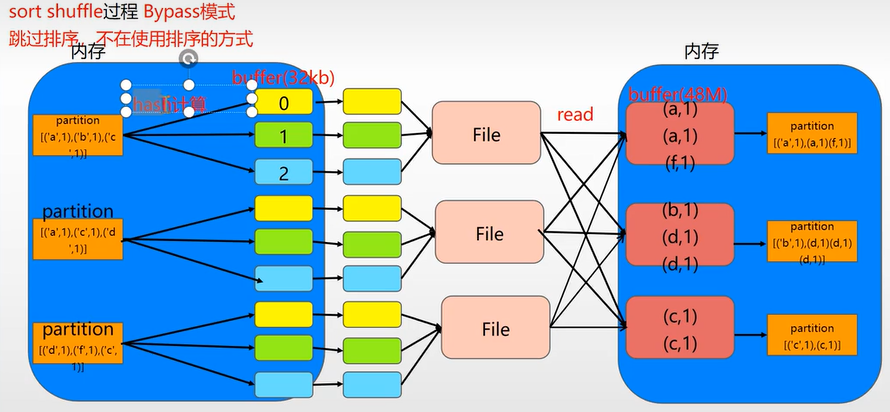 sort shuffle过程 Bypass模式
跳过排序，不在使用排序的方式
内存
内存
buffer(32kb)
hash计算
partition
[('a',1),('b',1),('c
',1)]
0
1
2
partition
[('a',1),('c',1),('d
',1)]
partition
[('d',1),('f',1),('c'
,1)]
File
File
File
read
buffer(48M)
(a,1)
(a,1)
(f,1)
(b,1)
(d,1)
(d,1)
(c,1)
(c,1)
partition
[('a',1),(a,1)(f,1)]
partition
[('b',1),(d,1)(d,1)
(d,1)]
partition
[('c',1),(c,1)]